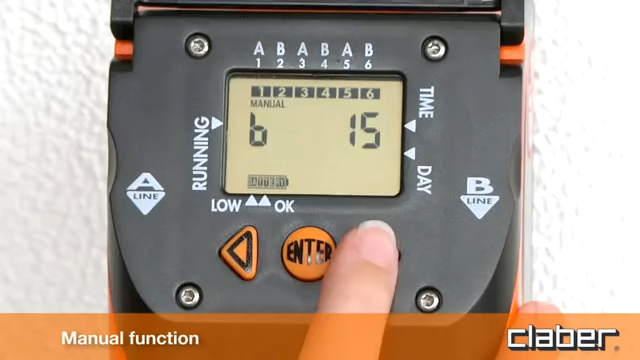 A B A B A B
1 2 3 4 5 6
1 2 3 4 5 6
MANUAL
b 15
BATTERY
RUNNING
TIME
DAY
LOW OK
A LINE
B LINE
ENTER
Manual function
claber